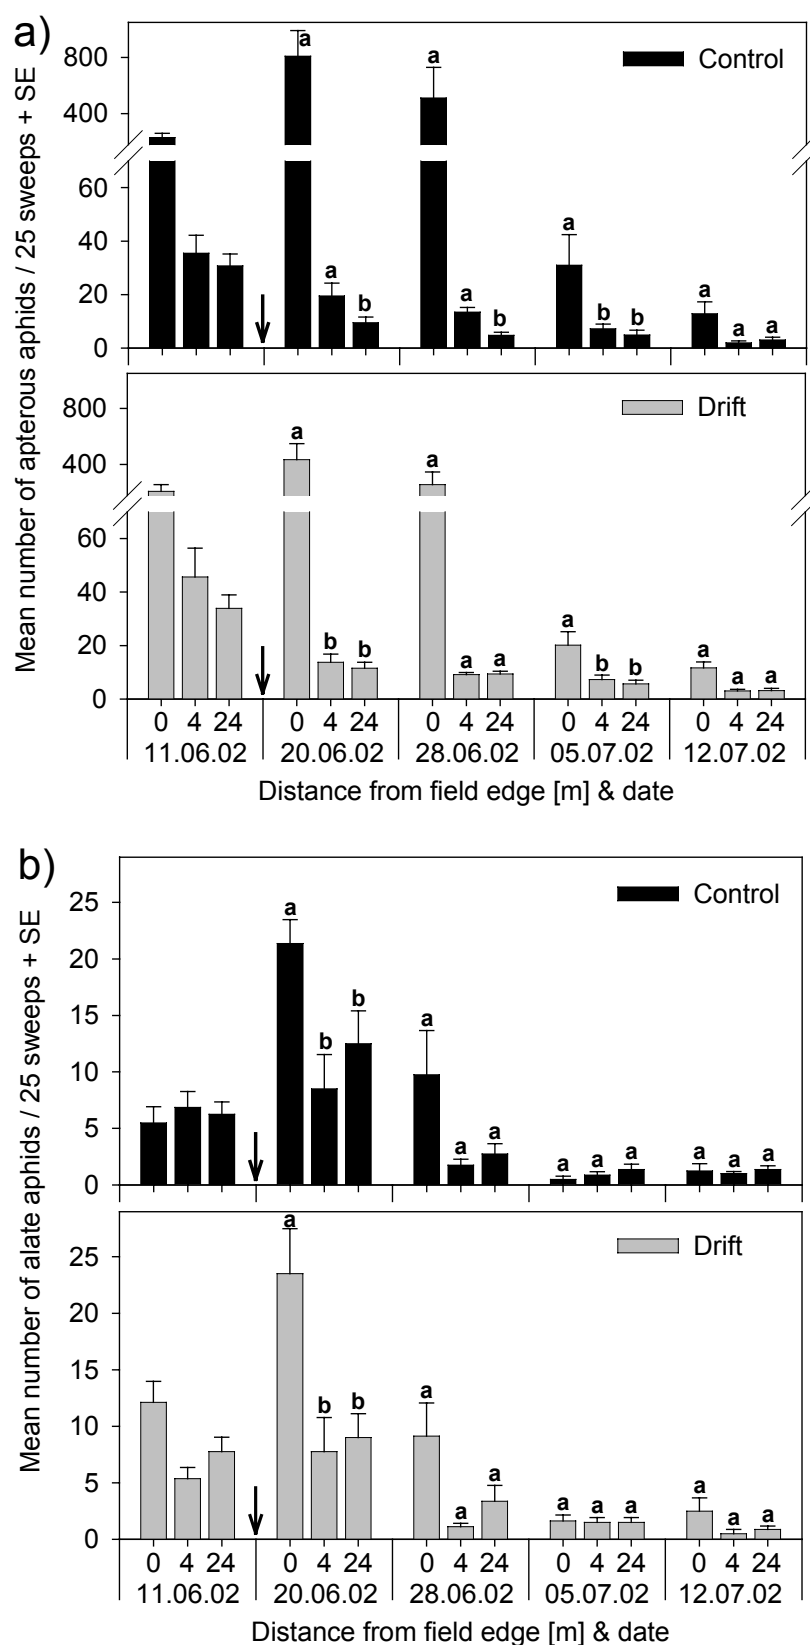 a)
Mean number of apterous aphids / 25 sweeps + SE
Control
800
400
60
40
20
0
a a
a b a b a b b a a a
Drift
800
400
60
40
20
0
a a
b b a a a b b a a a
0 4 24 0 4 24 0 4 24 0 4 24 0 4 24
11.06.02 20.06.02 28.06.02 05.07.02 12.07.02
Distance from field edge [m] & date
b)
Mean number of alate aphids / 25 sweeps + SE
Control
25
20
15
10
5
0
a b b a a a a a a a a a
Drift
25
20
15
10
5
0
a b b a a a a a a a a a
0 4 24 0 4 24 0 4 24 0 4 24 0 4 24
11.06.02 20.06.02 28.06.02 05.07.02 12.07.02
Distance from field edge [m] & date